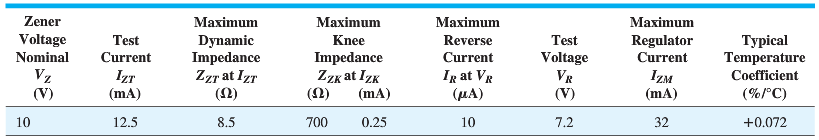 Zener Maximum Maximum Maximum Maximum
Voltage Test Dynamic Knee Reverse Test Regulator Typical
Nominal Current Impedance Impedance Current Voltage Current Temperature
V_Z I_ZT Z_ZT at I_ZT Z_ZK at I_ZK I_R at V_R V_R I_ZM Coefficient
(V) (mA) (Ω) (Ω) (mA) (μA) (V) (mA) (%/°C)
10 12.5 8.5 700 0.25 10 7.2 32 +0.072